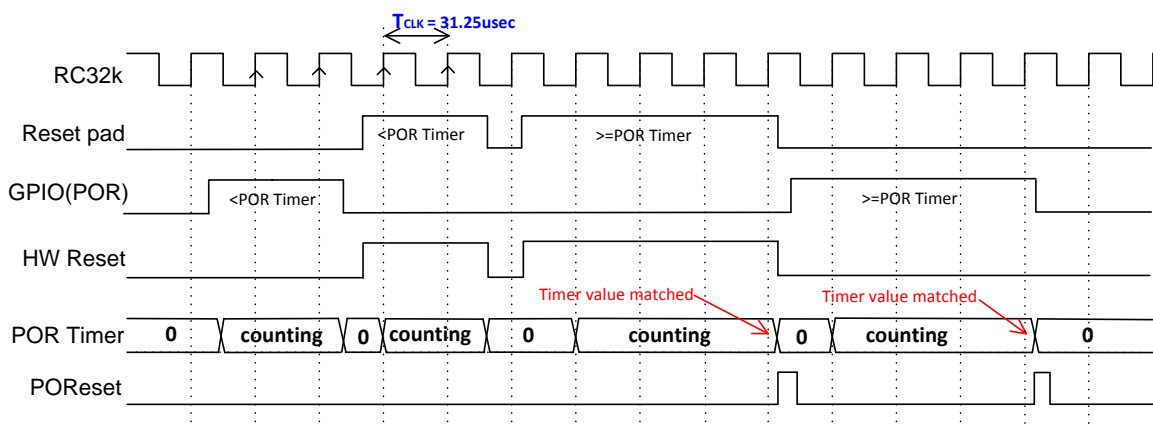 TCLK = 31.25usec
RC32k
Reset pad
<POR Timer
>=POR Timer
GPIO(POR)
<POR Timer
>=POR Timer
HW Reset
Timer value matched
Timer value matched
POR Timer
0
counting
0
counting
0
counting
0
counting
0
POReset